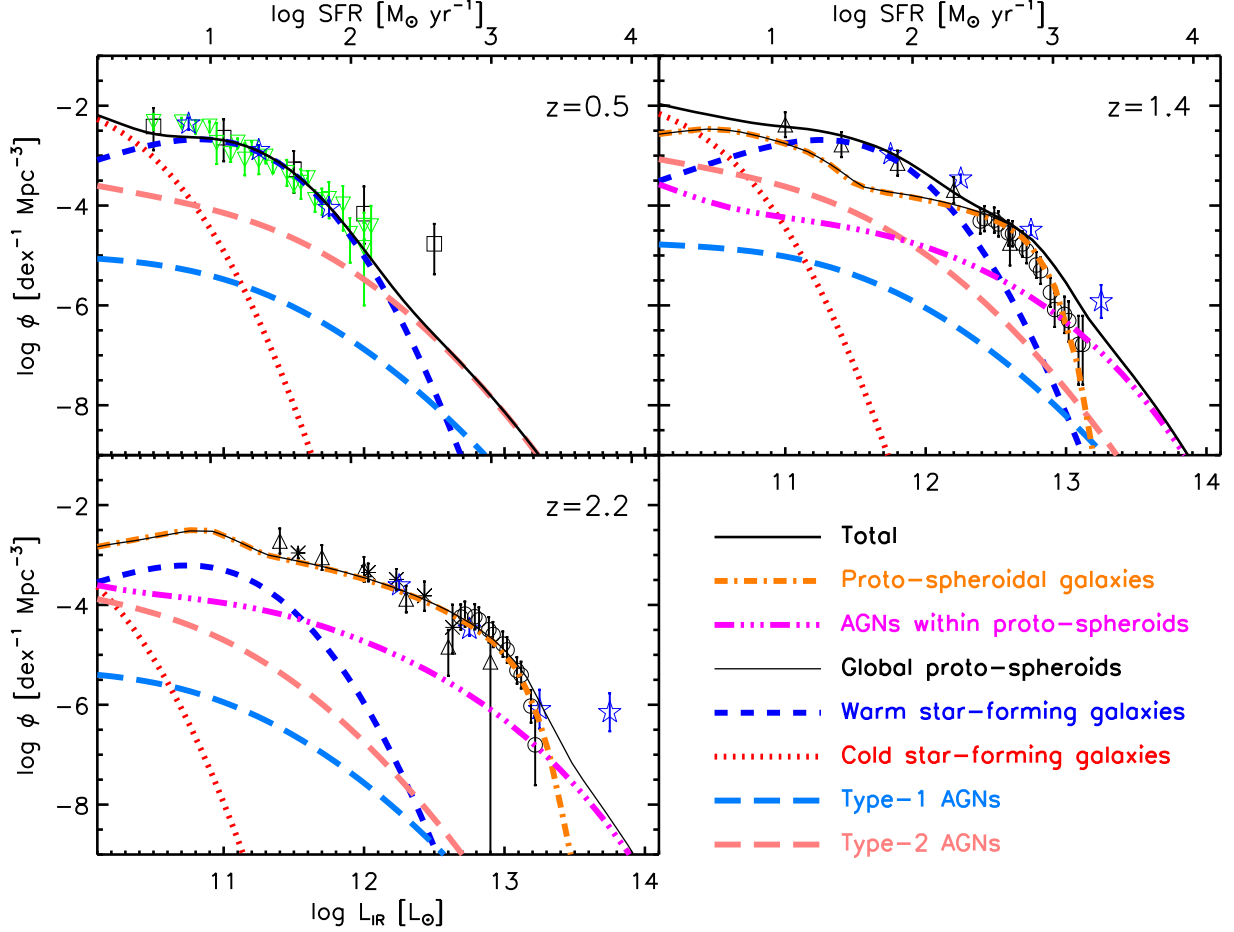 log SFR [M⊙ yr⁻¹]
log SFR [M⊙ yr⁻¹]
1 2 3 4
1 2 3 4
z=0.5
z=1.4
−2
−4
−6
−8
log ϕ [dex⁻¹ Mpc⁻³]
11 12 13 14
z=2.2
−2
−4
−6
−8
log ϕ [dex⁻¹ Mpc⁻³]
11 12 13 14
log L_IR [L⊙]
Total
Proto−spheroidal galaxies
AGNs within proto−spheroids
Global proto−spheroids
Warm star−forming galaxies
Cold star−forming galaxies
Type−1 AGNs
Type−2 AGNs